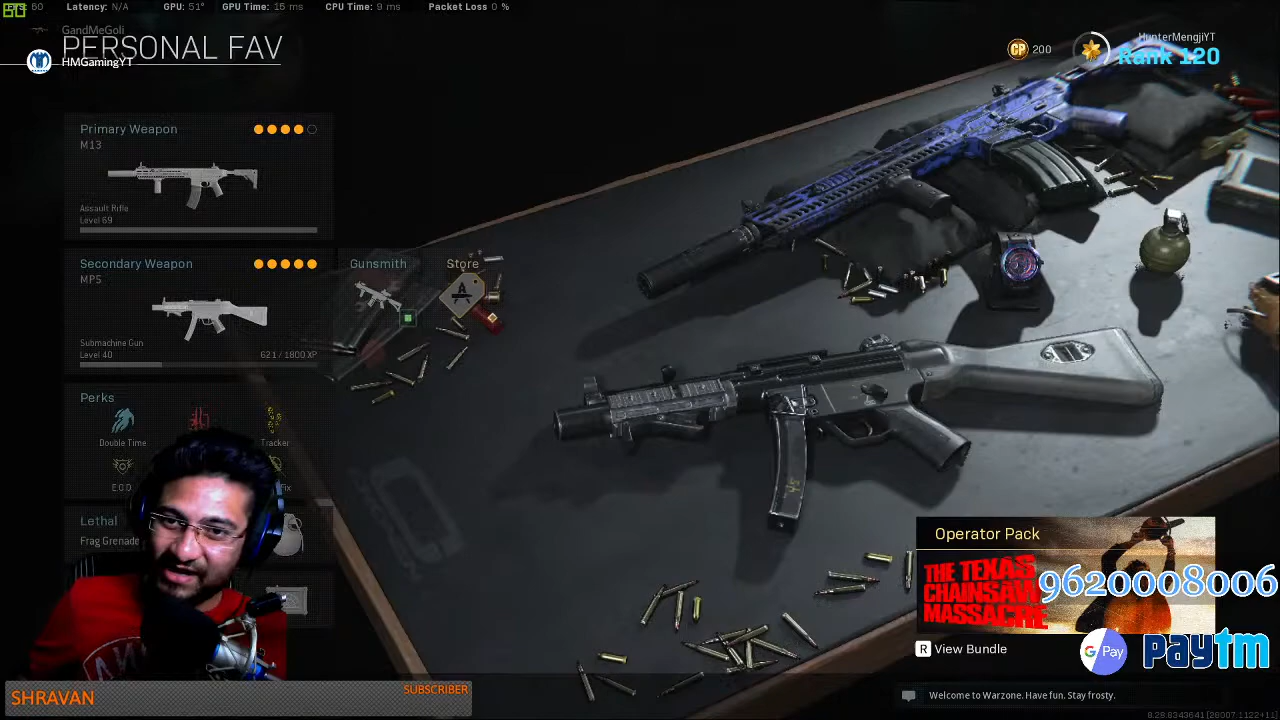 60
60
Latency: N/A
GPU: 51°
GPU Time: 15 ms
CPU Time: 9 ms
Packet Loss 0 %
GandMeGoli
PERSONAL FAV
HMGamingYT
CP 200
HunterMengjiYT
Rank 120
Primary Weapon
M13
Assault Rifle
Level 69
Secondary Weapon
MP5
Submachine Gun
Level 40
621 / 1800 XP
Gunsmith
Store
Perks
Double Time
Tracker
E.O.D
Lethal
Frag Grenade
Operator Pack
THE TEXAS
CHAINSAW
MASSACRE
9620008006
R View Bundle
G Pay
paytm
SHRAVAN
SUBSCRIBER
Welcome to Warzone. Have fun. Stay frosty.